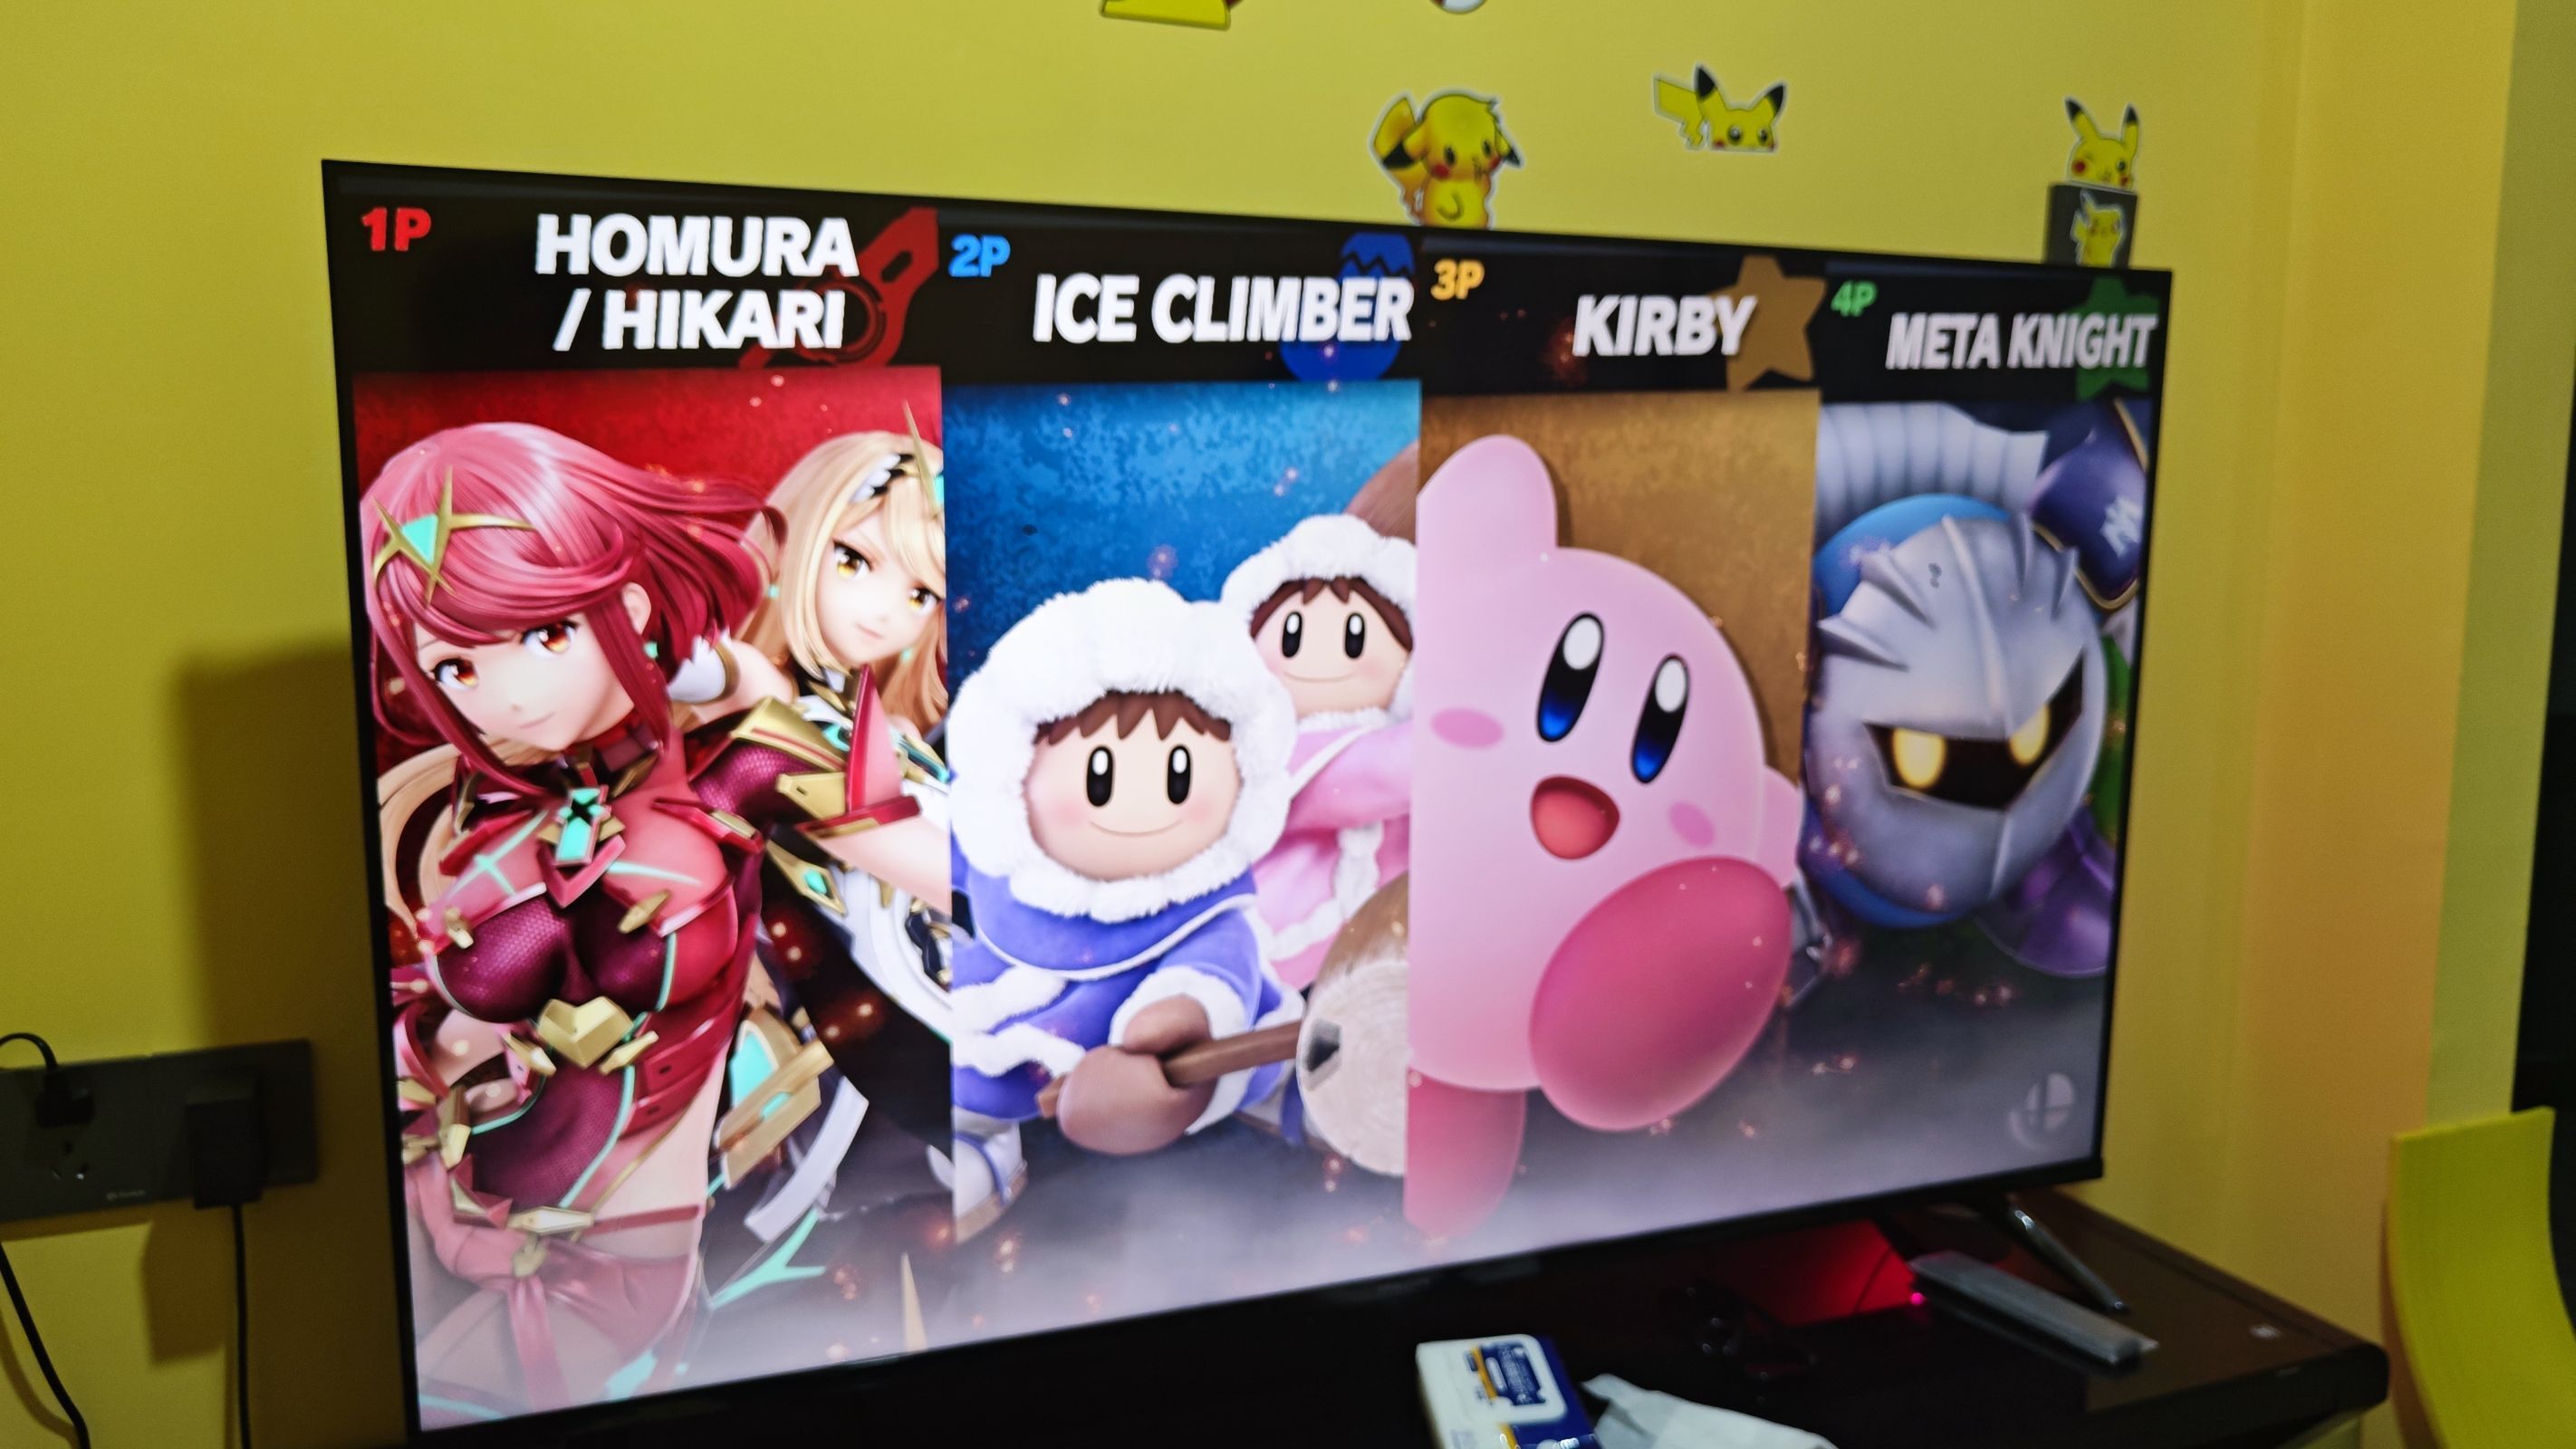 1P
HOMURA
/ HIKARI
2P
ICE CLIMBER
3P
KIRBY
4P
META KNIGHT